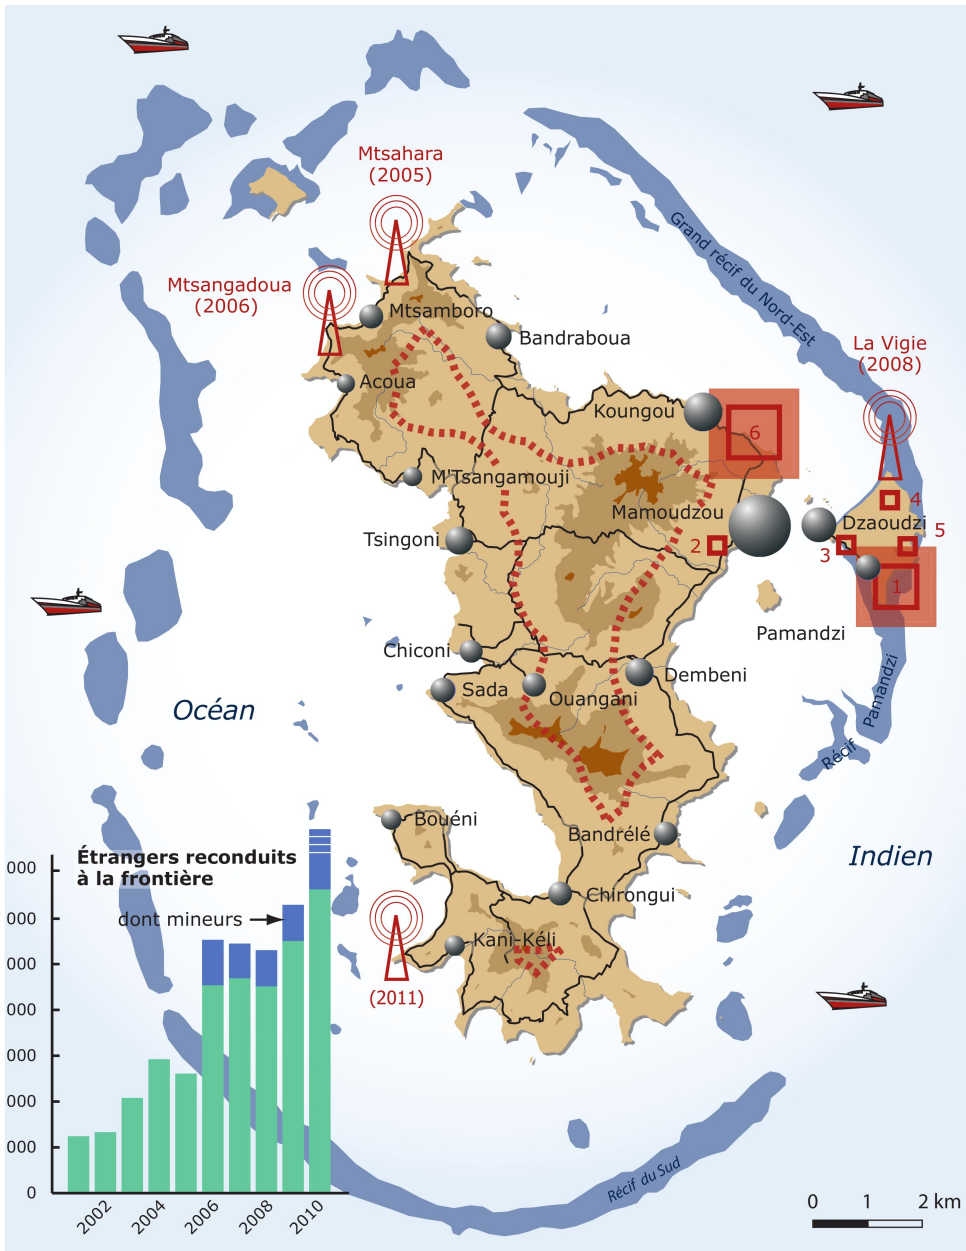 Mtsahara
(2005)
Mtsangadoua
(2006)
Grand récif du Nord-Est
La Vigie
(2008)
Mtsamboro
Bandraboua
Acoua
Koungou
6
M'Tsangamouji
Mamoudzou
4
Dzaoudzi
5
Tsingoni
2
3
1
Pamandzi
Chiconi
Dembeni
Sada
Ouangani
Récif
Pamandzi
Océan
Bouéni
Bandrélé
Indien
Étrangers reconduits
à la frontière
dont mineurs
Chirongui
Kani-Kéli
(2011)
000
000
000
000
000
000
000
0
2002
2004
2006
2008
2010
Récif du Sud
0 1 2 km